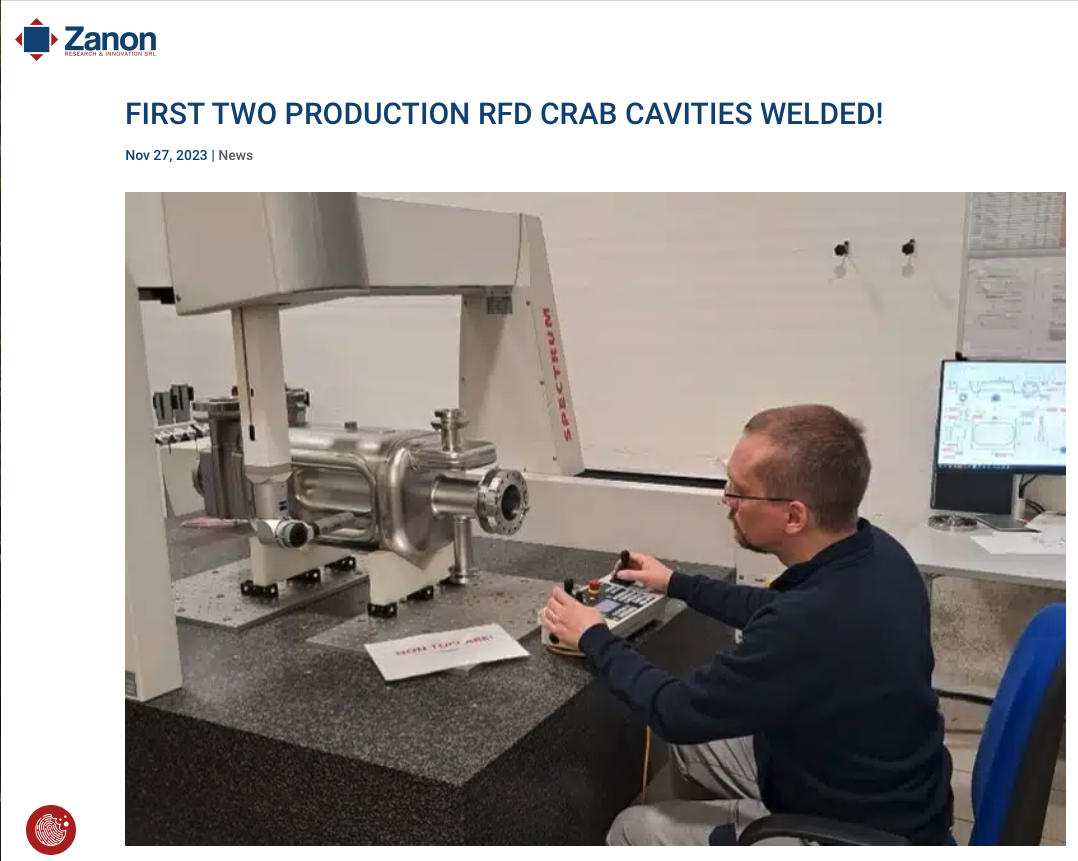 Zanon
RESEARCH & INNOVATION SRL
FIRST TWO PRODUCTION RFD CRAB CAVITIES WELDED!
Nov 27, 2023 | News
SPECTRUM
NON TOCCARE!